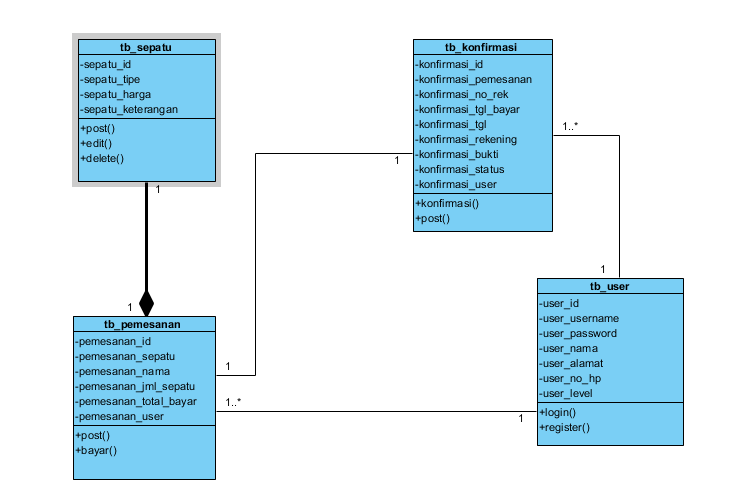 tb_sepatu
-sepatu_id
-sepatu_tipe
-sepatu_harga
-sepatu_keterangan
+post()
+edit()
+delete()
1
1
tb_konfirmasi
-konfirmasi_id
-konfirmasi_pemesanan
-konfirmasi_no_rek
-konfirmasi_tgl_bayar
-konfirmasi_tgl
-konfirmasi_rekening
-konfirmasi_bukti
-konfirmasi_status
-konfirmasi_user
+konfirmasi()
+post()
1
1..*
1
tb_pemesanan
-pemesanan_id
-pemesanan_sepatu
-pemesanan_nama
-pemesanan_jml_sepatu
-pemesanan_total_bayar
-pemesanan_user
+post()
+bayar()
1
1..*
1
tb_user
-user_id
-user_username
-user_password
-user_nama
-user_alamat
-user_no_hp
-user_level
+login()
+register()